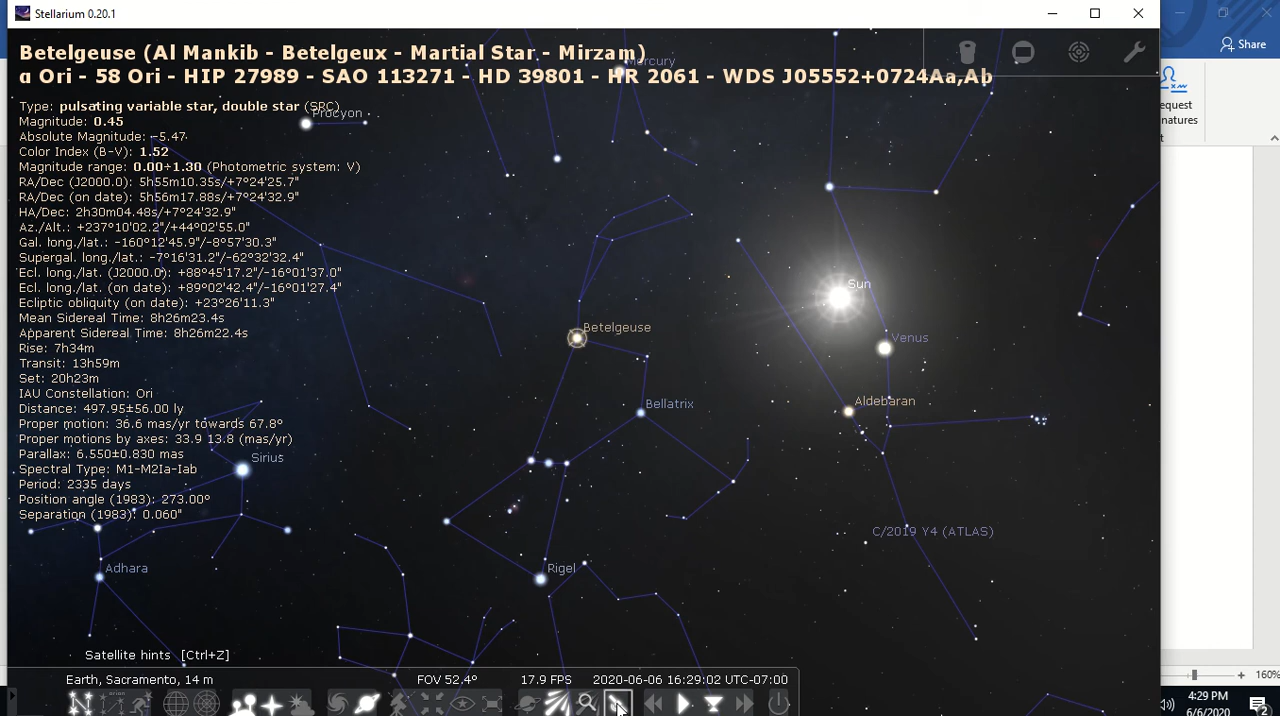 Stellarium 0.20.1
Share
Betelgeuse (Al Mankib - Betelgeux - Martial Star - Mirzam)
α Ori - 58 Ori - HIP 27989 - SAO 113271 - HD 39801 - HR 2061 - WDS J05552+0724Aa,Ab
Mercury
Type: pulsating variable star, double star (SRC)
Procyon
Magnitude: 0.45
Absolute Magnitude: -5.47
Color Index (B-V): 1.52
Magnitude range: 0.00÷1.30 (Photometric system: V)
RA/Dec (J2000.0): 5h55m10.35s/+7°24'25.7"
RA/Dec (on date): 5h56m17.88s/+7°24'32.9"
HA/Dec: 2h30m04.48s/+7°24'32.9"
Az./Alt.: +237°10'02.2"/+44°02'55.0"
Gal. long./lat.: -160°12'45.9"/-8°57'30.3"
Supergal. long./lat.: -7°16'31.2"/-62°32'32.4"
Ecl. long./lat. (J2000.0): +88°45'17.2"/-16°01'37.0"
Ecl. long./lat. (on date): +89°02'42.4"/-16°01'27.4"
Ecliptic obliquity (on date): +23°26'11.3"
Mean Sidereal Time: 8h26m23.4s
Apparent Sidereal Time: 8h26m22.4s
Rise: 7h34m
Transit: 13h59m
Set: 20h23m
IAU Constellation: Ori
Distance: 497.95±56.00 ly
Proper motion: 36.6 mas/yr towards 67.8°
Proper motions by axes: 33.9 13.8 (mas/yr)
Parallax: 6.550±0.830 mas
Spectral Type: M1-M2Ia-Iab
Period: 2335 days
Position angle (1983): 273.00°
Separation (1983): 0.060"
Sun
Betelgeuse
Venus
Bellatrix
Aldebaran
Sirius
C/2019 Y4 (ATLAS)
Adhara
Rigel
Satellite hints [Ctrl+Z]
Earth, Sacramento, 14 m
FOV 52.4°
17.9 FPS
2020-06-06 16:29:02 UTC-07:00
equest
natures
t
160%
4:29 PM
6/6/2020
2